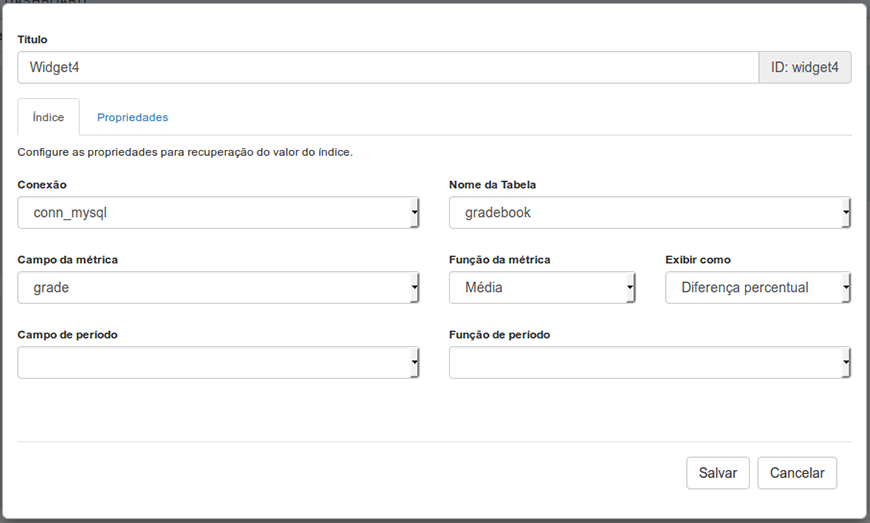 Título
Widget4
ID: widget4
Índice
Propriedades
Configure as propriedades para recuperação do valor do índice.
Conexão
Nome da Tabela
conn_mysql
gradebook
Campo da métrica
Função da métrica
Exibir como
grade
Média
Diferença percentual
Campo de período
Função de período
Salvar
Cancelar